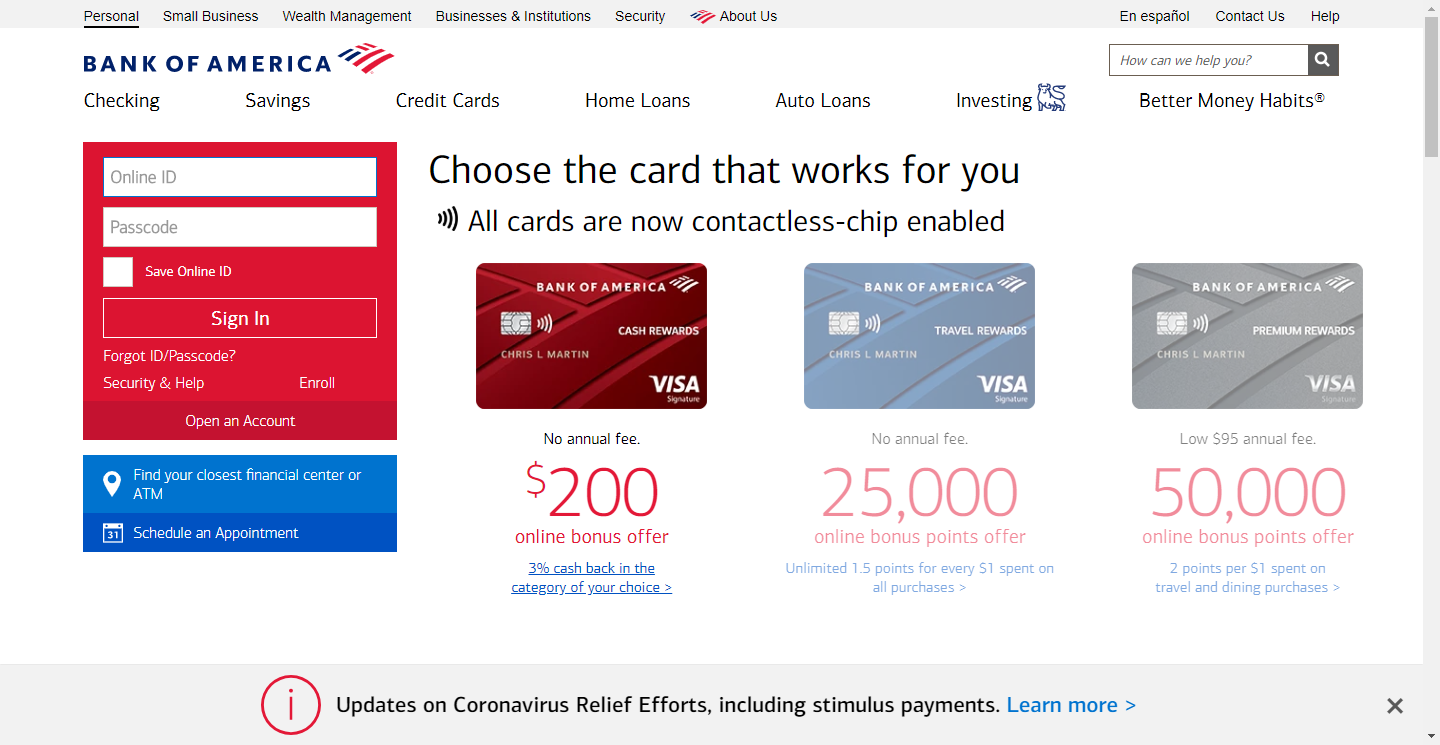 Personal
Small Business
Wealth Management
Businesses & Institutions
Security
About Us
En español
Contact Us
Help
BANK OF AMERICA
How can we help you?
Checking
Savings
Credit Cards
Home Loans
Auto Loans
Investing
Better Money Habits®
Online ID
Passcode
Save Online ID
Sign In
Forgot ID/Passcode?
Security & Help
Enroll
Open an Account
Find your closest financial center or
ATM
31
Schedule an Appointment
Choose the card that works for you
All cards are now contactless-chip enabled
BANK OF AMERICA
CASH REWARDS
CHRIS L MARTIN
VISA
Signature
No annual fee.
$200
online bonus offer
3% cash back in the
category of your choice >
BANK OF AMERICA
TRAVEL REWARDS
CHRIS L MARTIN
VISA
Signature
No annual fee.
25,000
online bonus points offer
Unlimited 1.5 points for every $1 spent on
all purchases >
BANK OF AMERICA
PREMIUM REWARDS
CHRIS L MARTIN
VISA
Signature
Low $95 annual fee.
50,000
online bonus points offer
2 points per $1 spent on
travel and dining purchases >
Updates on Coronavirus Relief Efforts, including stimulus payments. Learn more >